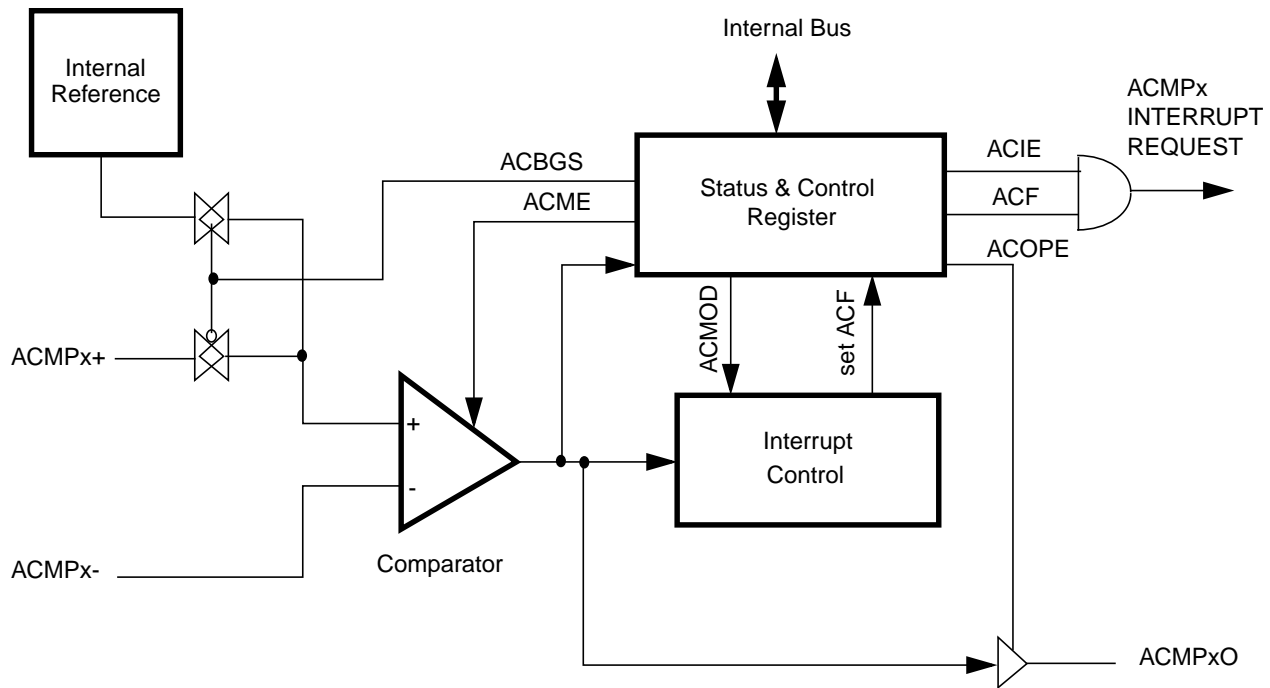 Internal Bus
Internal
Reference
ACMPx
INTERRUPT
REQUEST
ACBGS
ACME
Status & Control
Register
ACIE
ACF
ACOPE
ACMOD
set ACF
ACMPx+
+
-
Interrupt
Control
Comparator
ACMPx-
ACMPxO